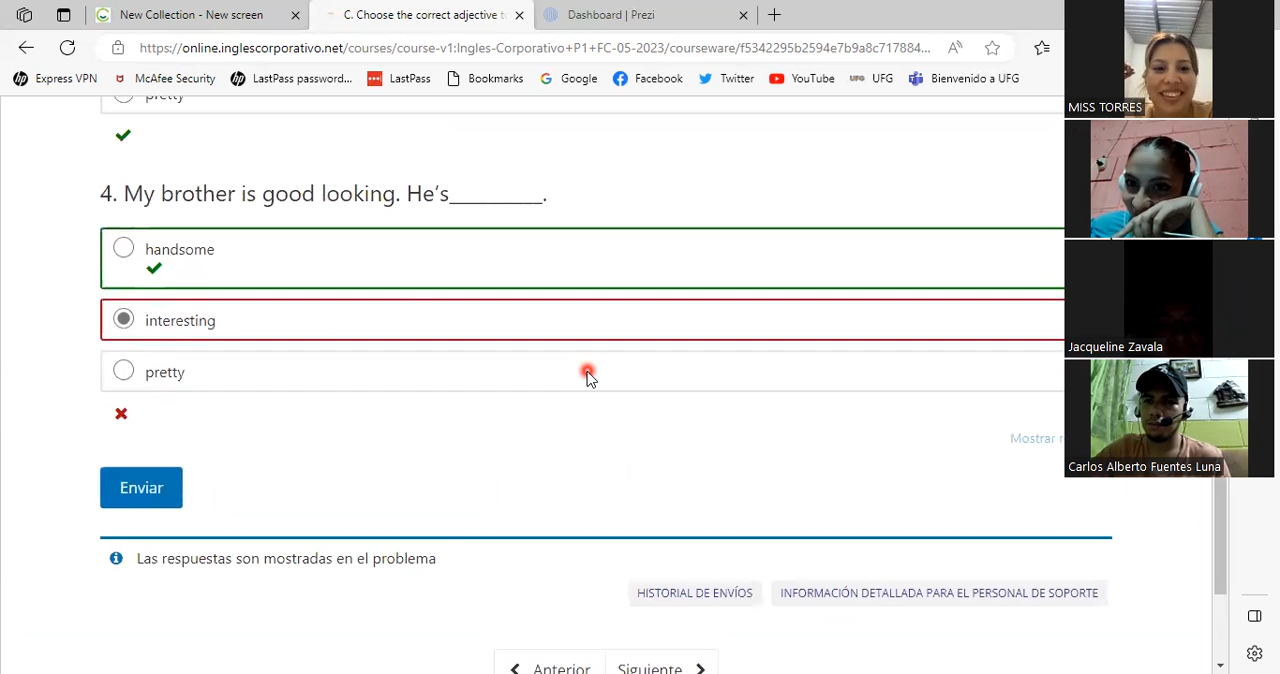 New Collection - New screen
C. Choose the correct adjective to
Dashboard | Prezi
https://online.inglescorporativo.net/courses/course-v1:Ingles-Corporativo+P1+FC-05-2023/courseware/f5342295b2594e7b9a8c717884...
Express VPN
McAfee Security
LastPass password...
LastPass
Bookmarks
Google
Facebook
Twitter
YouTube
UFG
Bienvenido a UFG
pretty
4. My brother is good looking. He's_________.
handsome
interesting
pretty
Mostrar
Enviar
Las respuestas son mostradas en el problema
HISTORIAL DE ENVÍOS
INFORMACIÓN DETALLADA PARA EL PERSONAL DE SOPORTE
Anterior
Siguiente
MISS TORRES
Jacqueline Zavala
Carlos Alberto Fuentes Luna